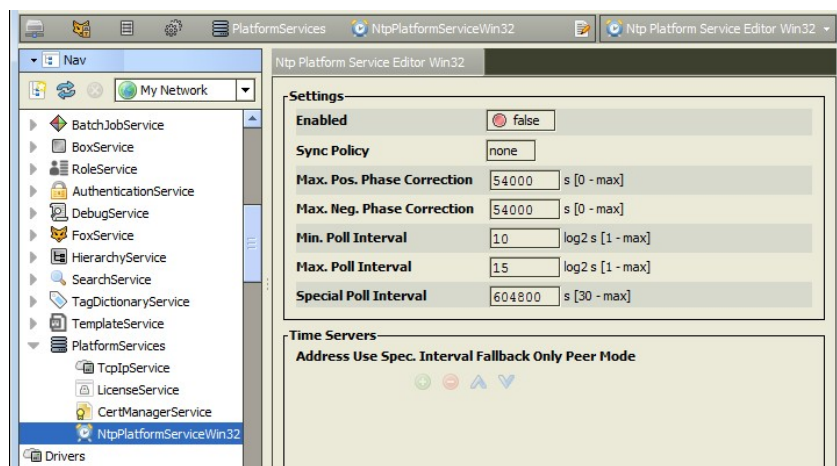 PlatformServices NtpPlatformServiceWin32 Ntp Platform Service Editor Win32
Nav
My Network
BatchJobService
BoxService
RoleService
AuthenticationService
DebugService
FoxService
HierarchyService
SearchService
TagDictionaryService
TemplateService
PlatformServices
TcpIpService
LicenseService
CertManagerService
NtpPlatformServiceWin32
Drivers
Ntp Platform Service Editor Win32
Settings
Enabled false
Sync Policy none
Max. Pos. Phase Correction 54000 s [0 - max]
Max. Neg. Phase Correction 54000 s [0 - max]
Min. Poll Interval 10 log2 s [1 - max]
Max. Poll Interval 15 log2 s [1 - max]
Special Poll Interval 604800 s [30 - max]
Time Servers
Address Use Spec. Interval Fallback Only Peer Mode